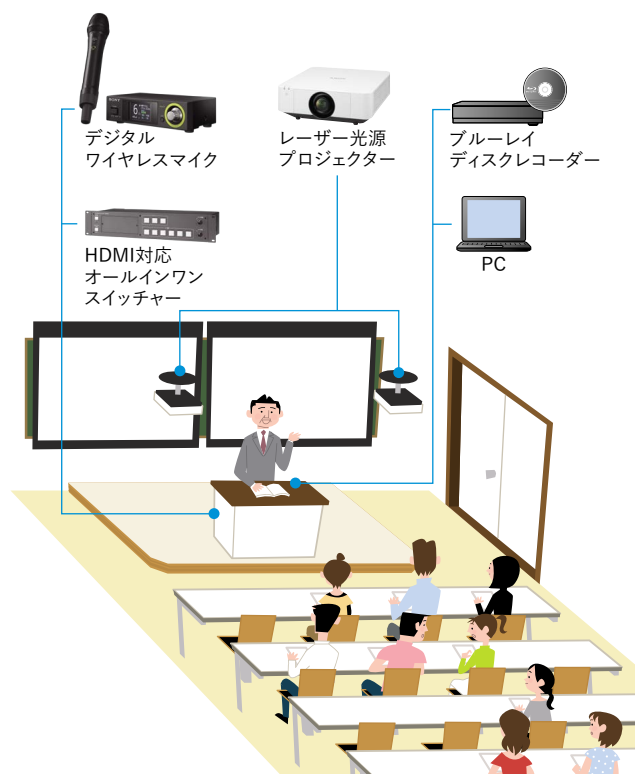 SONY
6
デジタル
ワイヤレスマイク
レーザー光源
プロジェクター
ブルーレイ
ディスクレコーダー
HDMI対応
オールインワン
スイッチャー
PC